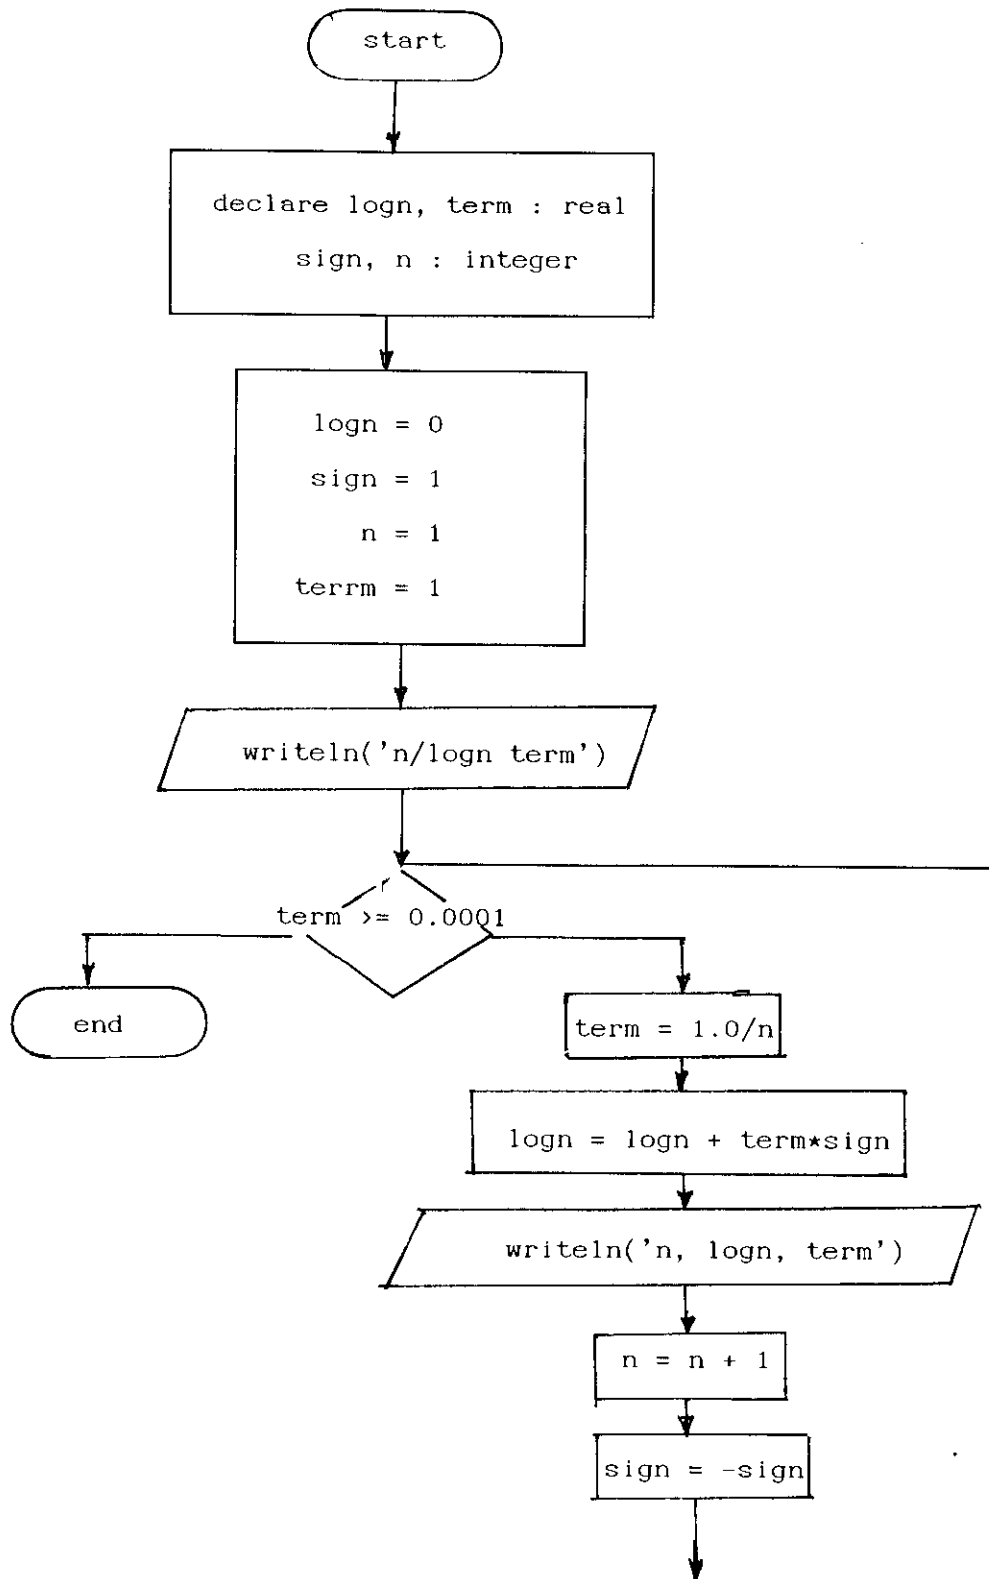 start
declare logn, term : real
sign, n : integer
logn = 0
sign = 1
n = 1
terrm = 1
writeln('n/logn term')
term >= 0.0001
end
term = 1.0/n
logn = logn + term*sign
writeln('n, logn, term')
n = n + 1
sign = -sign